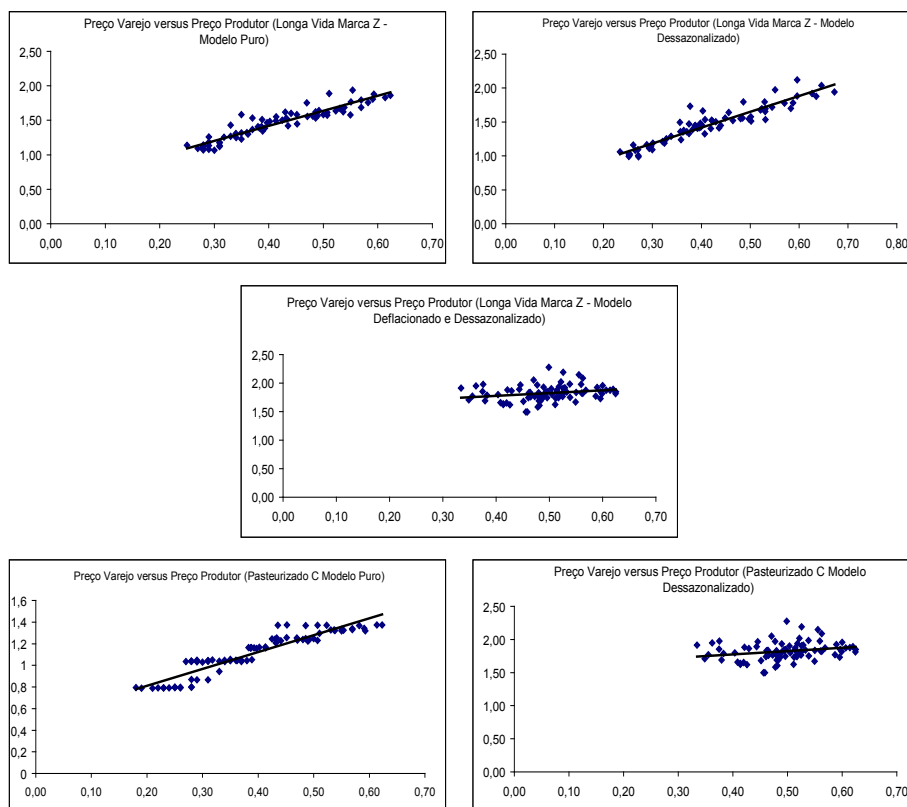 Preço Varejo versus Preço Produtor (Longa Vida Marca Z -
Modelo Puro)
2,50
2,00
1,50
1,00
0,50
0,00
0,00 0,10 0,20 0,30 0,40 0,50 0,60 0,70
Preço Varejo versus Preço Produtor (Longa Vida Marca Z - Modelo
Dessazonalizado)
2,50
2,00
1,50
1,00
0,50
0,00
0,00 0,10 0,20 0,30 0,40 0,50 0,60 0,70 0,80
Preço Varejo versus Preço Produtor (Longa Vida Marca Z - Modelo
Deflacionado e Dessazonalizado)
2,50
2,00
1,50
1,00
0,50
0,00
0,00 0,10 0,20 0,30 0,40 0,50 0,60 0,70
Preço Varejo versus Preço Produtor (Pasteurizado C Modelo Puro)
1,6
1,4
1,2
1
0,8
0,6
0,4
0,2
0
0,00 0,10 0,20 0,30 0,40 0,50 0,60 0,70
Preço Varejo versus Preço Produtor (Pasteurizado C Modelo
Dessazonalizado)
2,50
2,00
1,50
1,00
0,50
0,00
0,00 0,10 0,20 0,30 0,40 0,50 0,60 0,70